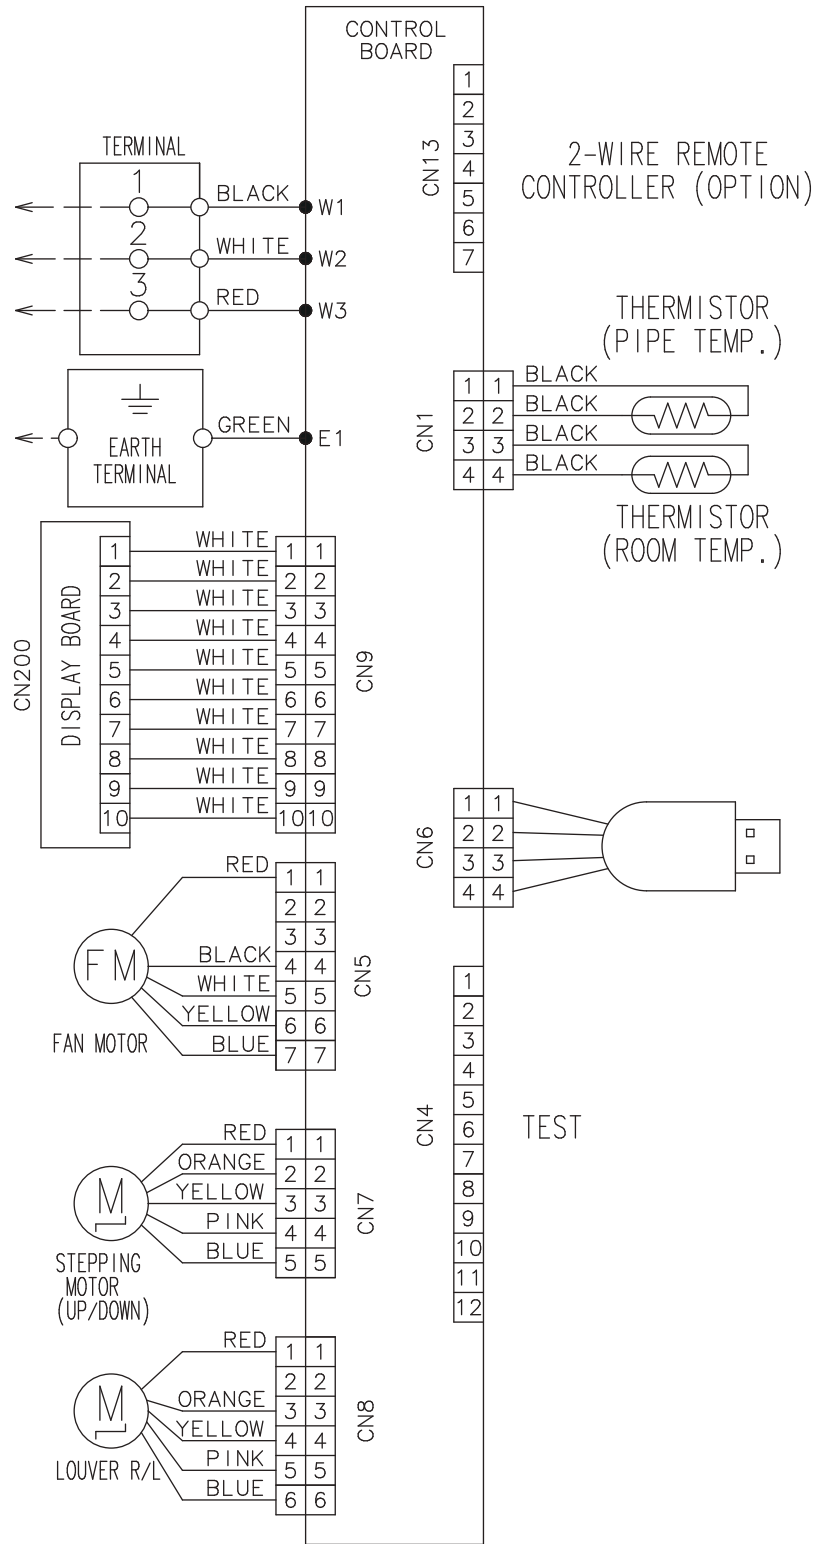 CONTROL
BOARD
TERMINAL
1
BLACK
W1
2
WHITE
W2
3
RED
W3
EARTH
TERMINAL
GREEN
E1
CN200
DISPLAY BOARD
1 WHITE 1 1
2 WHITE 2 2
3 WHITE 3 3
4 WHITE 4 4
5 WHITE 5 5
6 WHITE 6 6
7 WHITE 7 7
8 WHITE 8 8
9 WHITE 9 9
10 WHITE 10 10
CN9
FM
FAN MOTOR
RED 1 1
2 2
3 3
BLACK 4 4
WHITE 5 5
YELLOW 6 6
BLUE 7 7
CN5
M
STEPPING
MOTOR
(UP/DOWN)
RED 1 1
ORANGE 2 2
YELLOW 3 3
PINK 4 4
BLUE 5 5
CN7
M
LOUVER R/L
RED 1 1
2 2
ORANGE 3 3
YELLOW 4 4
PINK 5 5
BLUE 6 6
CN8
CN13
1
2
3
4
5
6
7
2-WIRE REMOTE
CONTROLLER (OPTION)
THERMISTOR
(PIPE TEMP.)
CN1
1 1 BLACK
2 2 BLACK
3 3 BLACK
4 4 BLACK
THERMISTOR
(ROOM TEMP.)
CN6
1 1
2 2
3 3
4 4
CN4
1
2
3
4
5
6
7
8
9
10
11
12
TEST